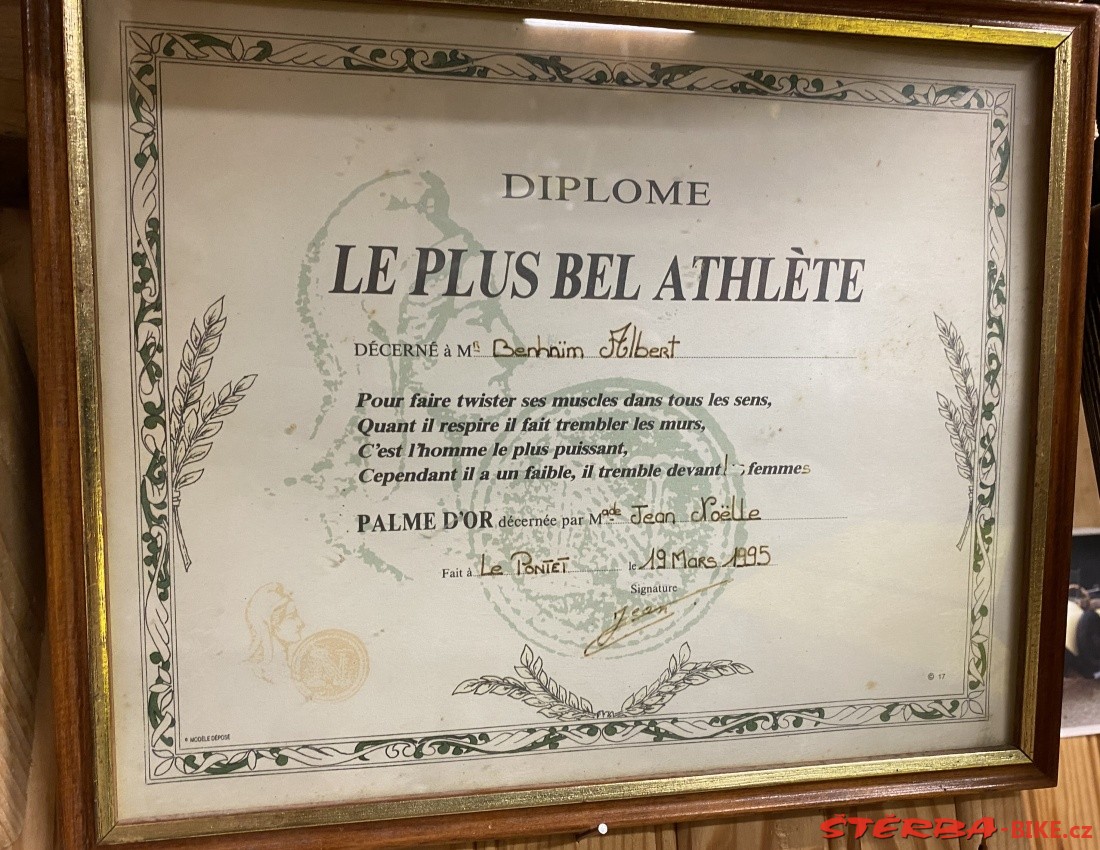 DIPLOME
LE PLUS BEL ATHLÈTE
DÉCERNÉ à Mr Benhaïm Albert
Pour faire twister ses muscles dans tous les sens,
Quant il respire il fait trembler les murs,
C'est l'homme le plus puissant,
Cependant il a un faible, il tremble devant femmes
PALME D'OR décernée par Made Jean Noëlle
Fait à Le PONTET le 19 Mars 1995
Signature
Jean
© 17
® MODÈLE DÉPOSÉ
ŠTĚRBA-BIKE.cz